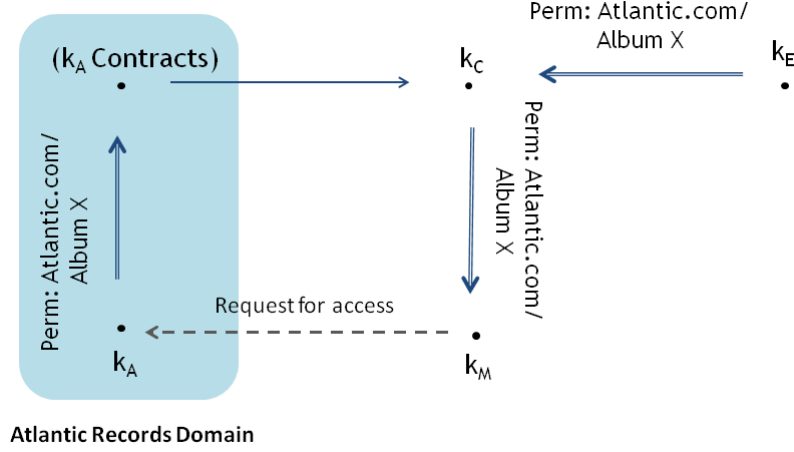 Perm: Atlantic.com/
Album X
(kA Contracts)
kC
kE
Perm: Atlantic.com/
Album X
Perm: Atlantic.com/
Album X
Request for access
kA
kM
Atlantic Records Domain